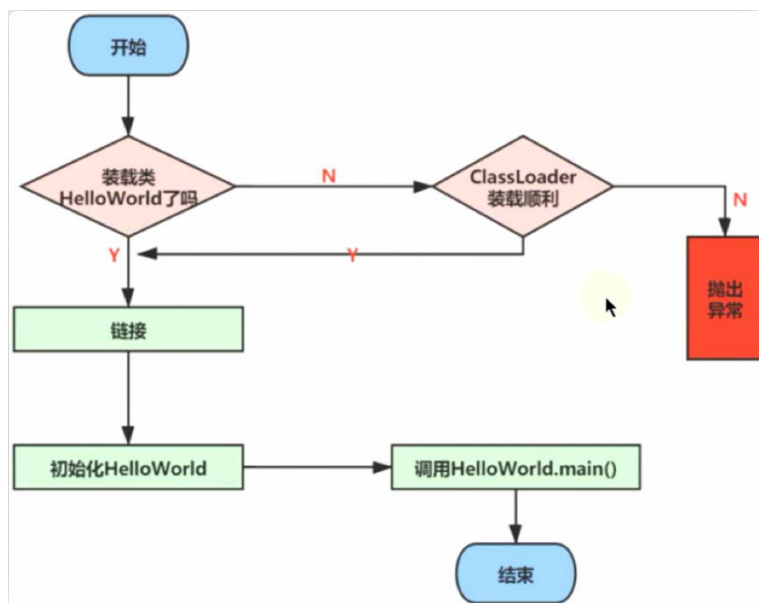 开始
装载类
HelloWorld了吗
N
ClassLoader
装载顺利
N
Y
Y
抛出
异常
链接
初始化HelloWorld
调用HelloWorld.main()
结束